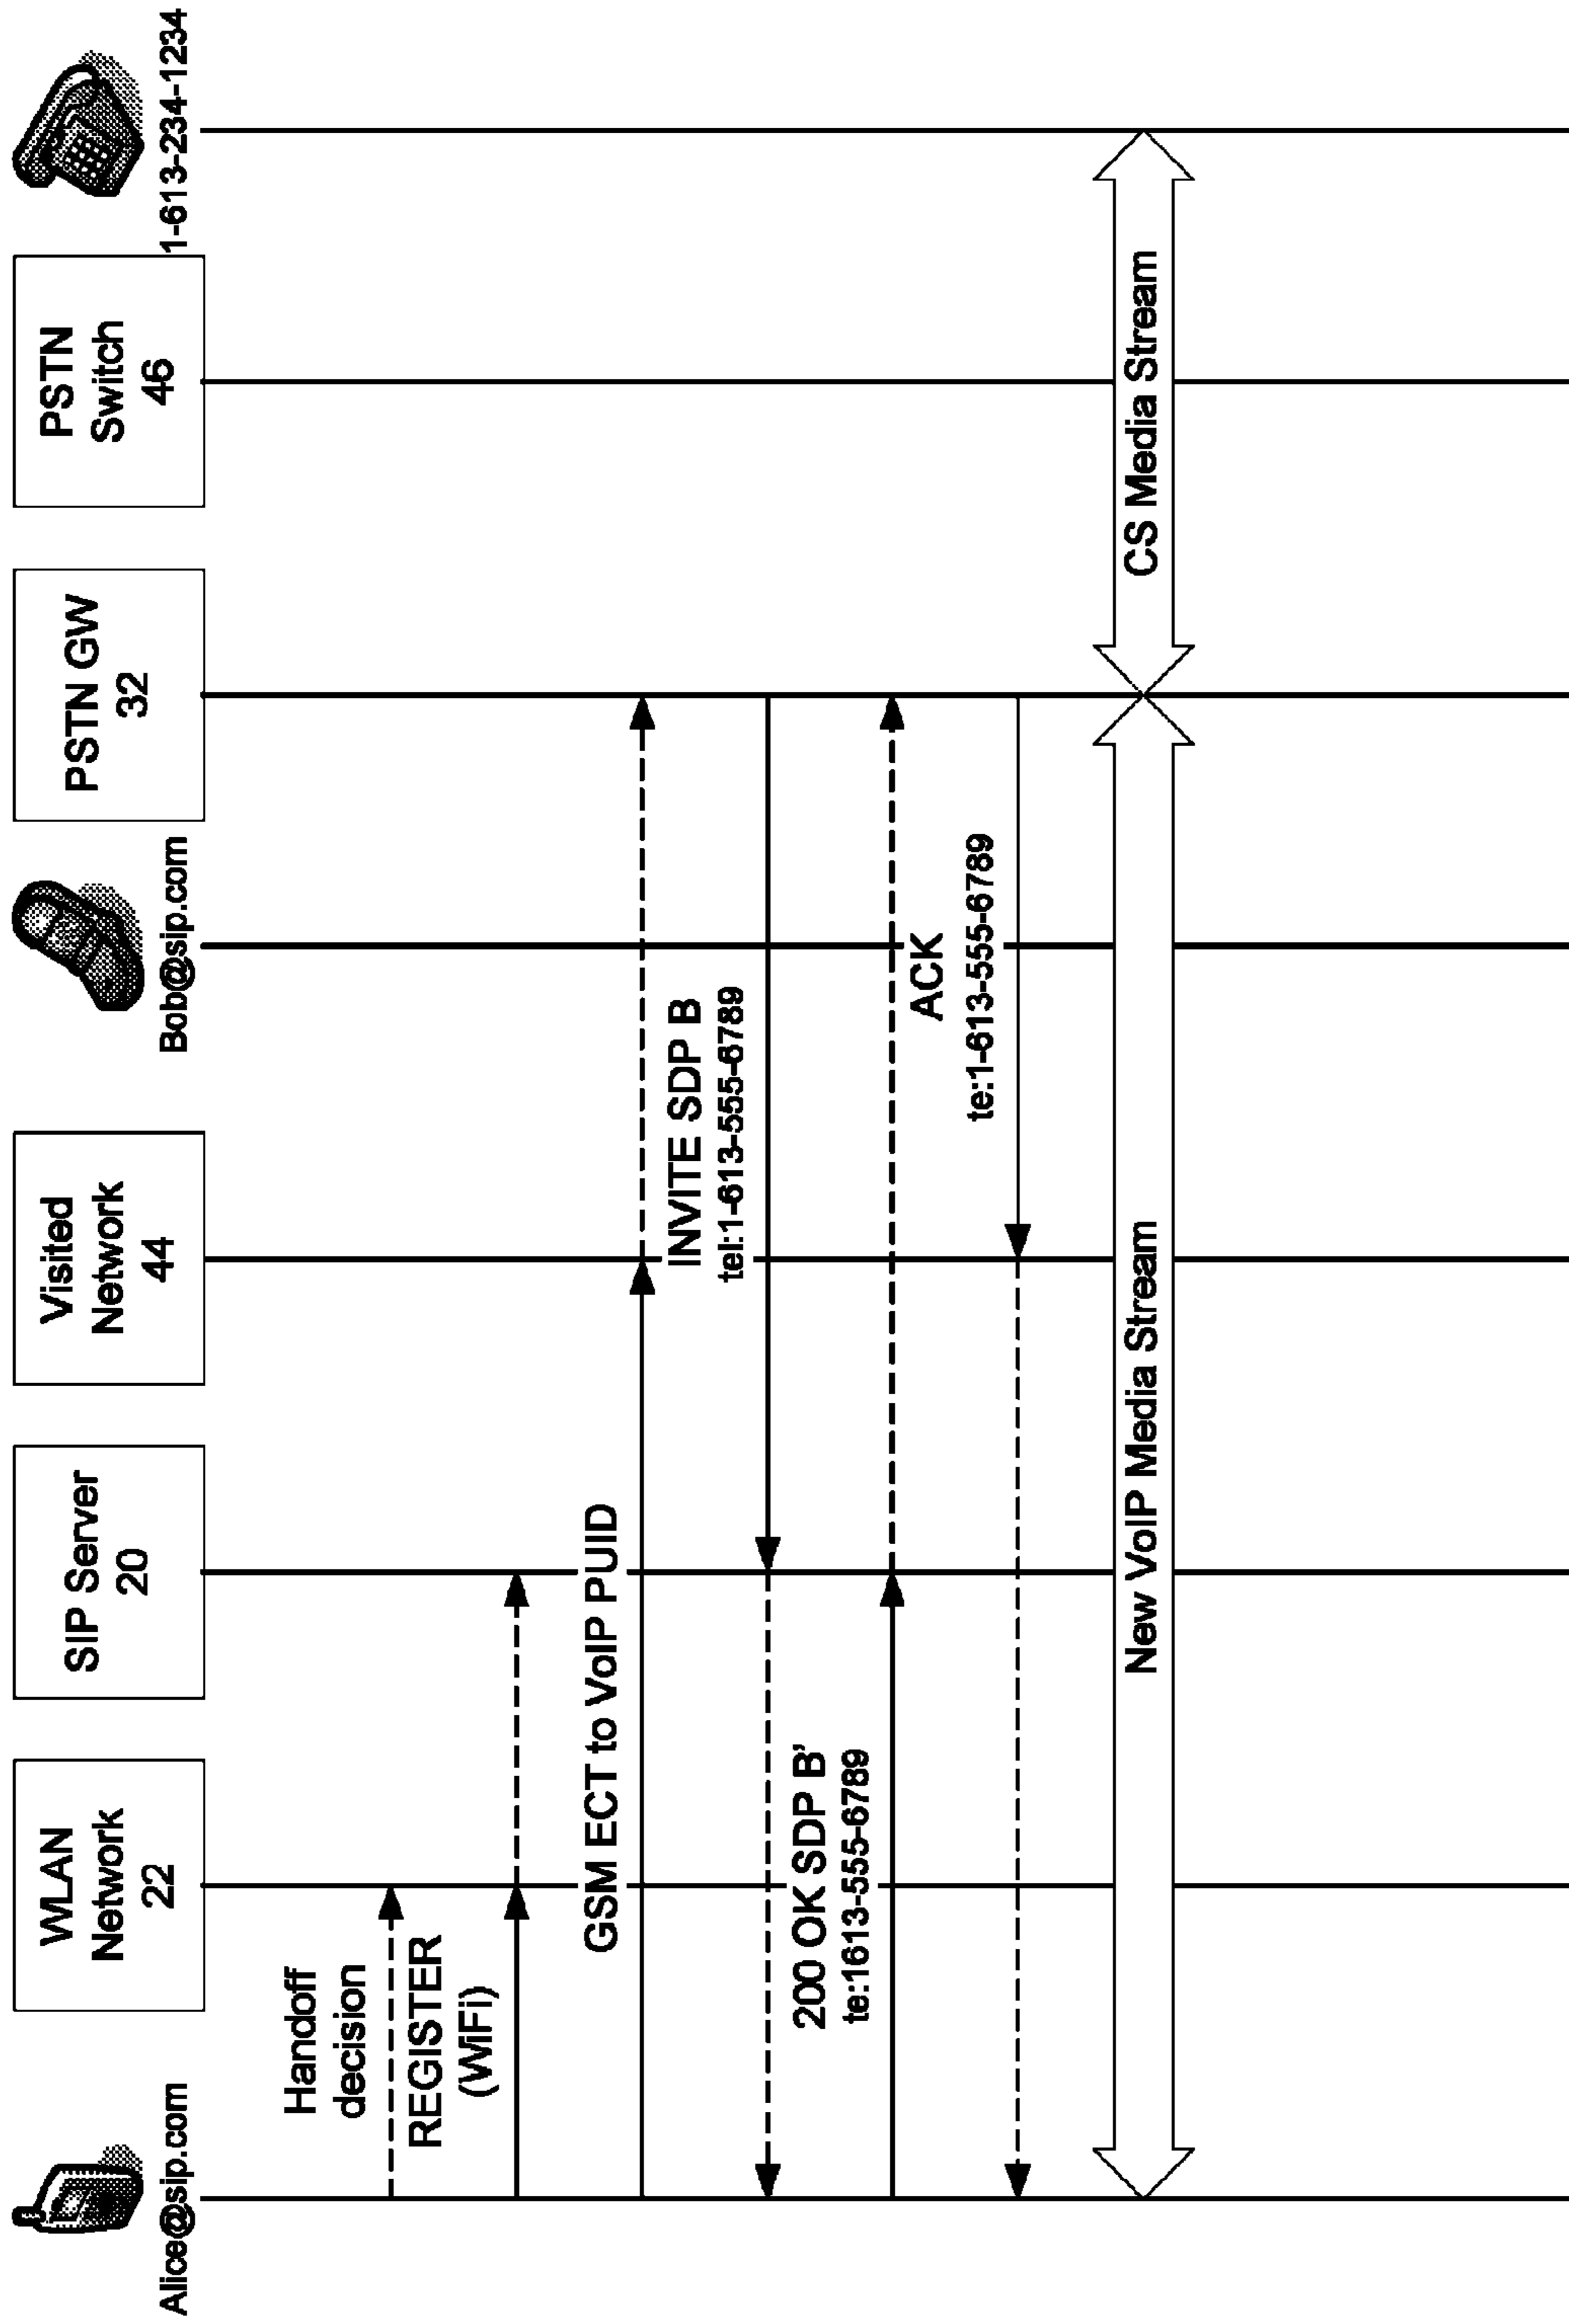 Alice@sip.com
WLAN
Network
22
SIP Server
20
Visited
Network
44
Bob@sip.com
PSTN GW
32
PSTN
Switch
46
1-613-234-1234
Handoff
decision
REGISTER
(WiFi)
GSM ECT to VoIP PUID
INVITE SDP B
tel:1-613-555-6789
200 OK SDP B'
te:1613-555-6789
ACK
te:1-613-555-6789
New VoIP Media Stream
CS Media Stream